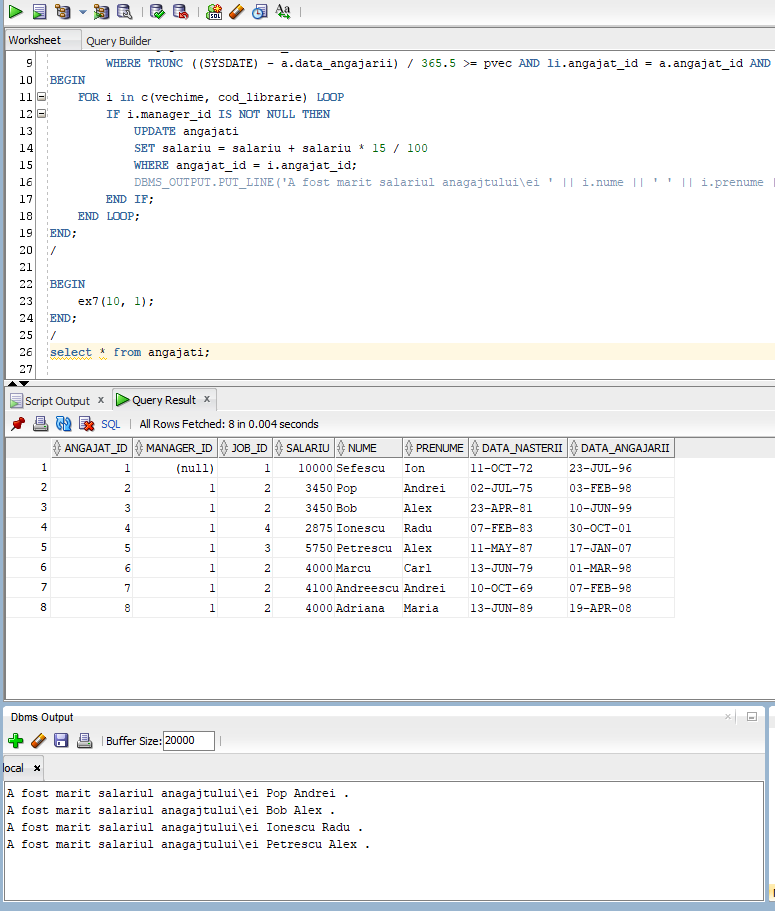 Worksheet Query Builder
9 WHERE TRUNC ((SYSDATE) - a.data_angajarii) / 365.5 >= pvec AND li.angajat_id = a.angajat_id AND
10 BEGIN
11 FOR i in c(vechime, cod_librarie) LOOP
12 IF i.manager_id IS NOT NULL THEN
13 UPDATE angajati
14 SET salariu = salariu + salariu * 15 / 100
15 WHERE angajat_id = i.angajat_id;
16 DBMS_OUTPUT.PUT_LINE('A fost marit salariul anagajtului\ei ' || i.nume || ' ' || i.prenume |
17 END IF;
18 END LOOP;
19 END;
20 /
21
22 BEGIN
23 ex7(10, 1);
24 END;
25 /
26 select * from angajati;
27
Script Output x Query Result x
SQL | All Rows Fetched: 8 in 0.004 seconds
ANGAJAT_ID MANAGER_ID JOB_ID SALARIU NUME PRENUME DATA_NASTERII DATA_ANGAJARII
1 1 (null) 1 10000 Sefescu Ion 11-OCT-72 23-JUL-96
2 2 1 2 3450 Pop Andrei 02-JUL-75 03-FEB-98
3 3 1 2 3450 Bob Alex 23-APR-81 10-JUN-99
4 4 1 4 2875 Ionescu Radu 07-FEB-83 30-OCT-01
5 5 1 3 5750 Petrescu Alex 11-MAY-87 17-JAN-07
6 6 1 2 4000 Marcu Carl 13-JUN-79 01-MAR-98
7 7 1 2 4100 Andreescu Andrei 10-OCT-69 07-FEB-98
8 8 1 2 4000 Adriana Maria 13-JUN-89 19-APR-08
Dbms Output
Buffer Size: 20000
local x
A fost marit salariul anagajtului\ei Pop Andrei .
A fost marit salariul anagajtului\ei Bob Alex .
A fost marit salariul anagajtului\ei Ionescu Radu .
A fost marit salariul anagajtului\ei Petrescu Alex .